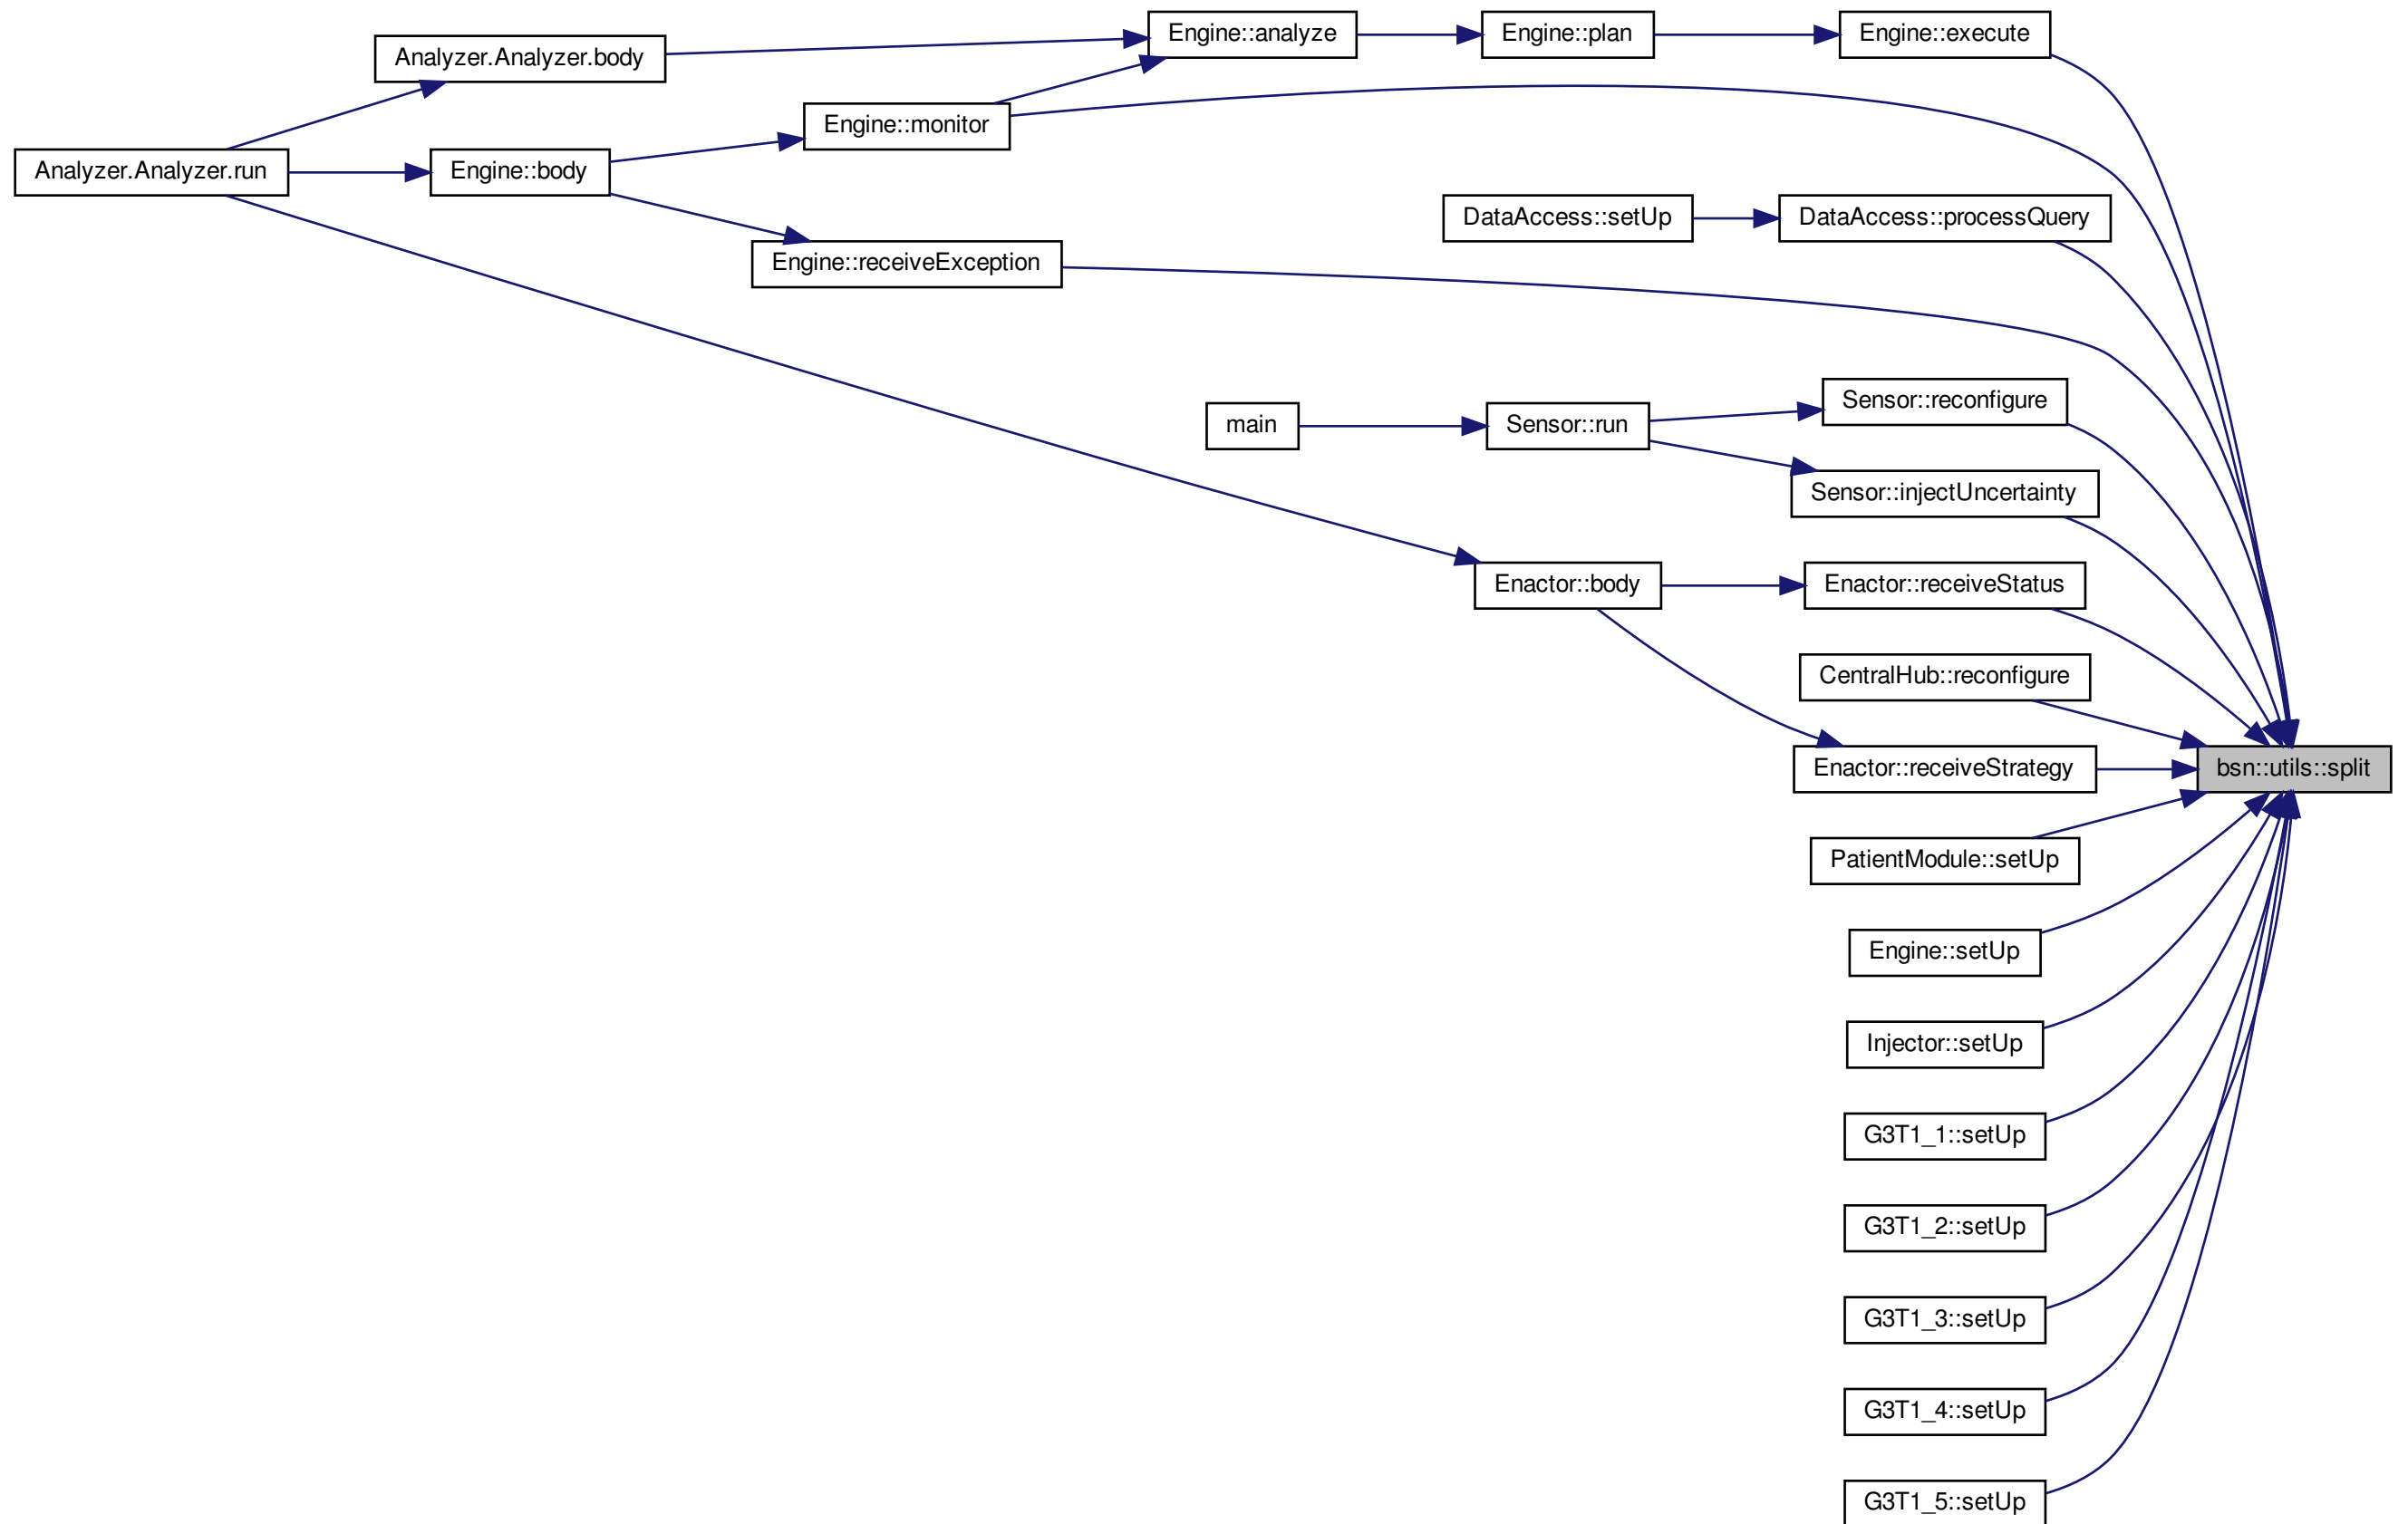 Engine::analyze
Engine::plan
Engine::execute
Analyzer.Analyzer.body
Engine::monitor
Analyzer.Analyzer.run
Engine::body
DataAccess::setUp
DataAccess::processQuery
Engine::receiveException
Sensor::reconfigure
main
Sensor::run
Sensor::injectUncertainty
Enactor::body
Enactor::receiveStatus
CentralHub::reconfigure
Enactor::receiveStrategy
bsn::utils::split
PatientModule::setUp
Engine::setUp
Injector::setUp
G3T1_1::setUp
G3T1_2::setUp
G3T1_3::setUp
G3T1_4::setUp
G3T1_5::setUp